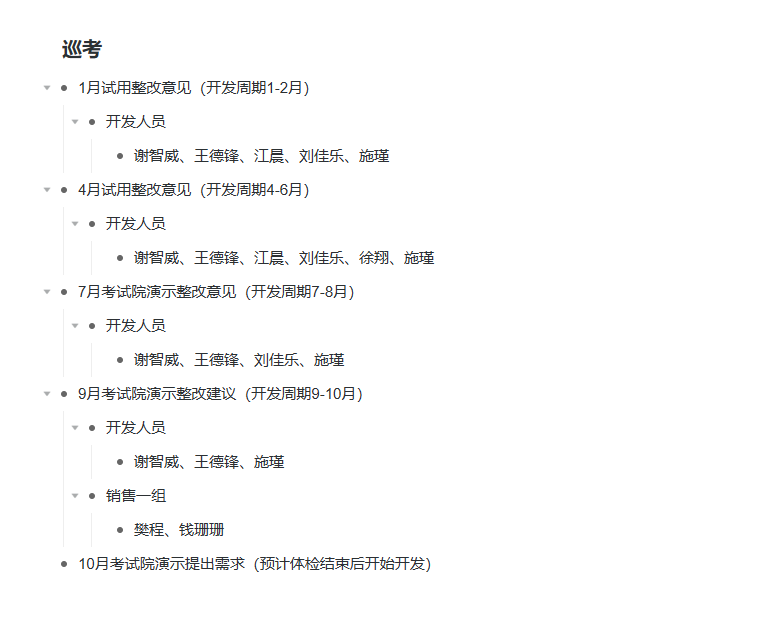 巡考
1月试用整改意见（开发周期1-2月）
开发人员
谢智威、王德锋、江晨、刘佳乐、施瑾
4月试用整改意见（开发周期4-6月）
开发人员
谢智威、王德锋、江晨、刘佳乐、徐翔、施瑾
7月考试院演示整改意见（开发周期7-8月）
开发人员
谢智威、王德锋、刘佳乐、施瑾
9月考试院演示整改建议（开发周期9-10月）
开发人员
谢智威、王德锋、施瑾
销售一组
樊程、钱珊珊
10月考试院演示提出需求（预计体检结束后开始开发）